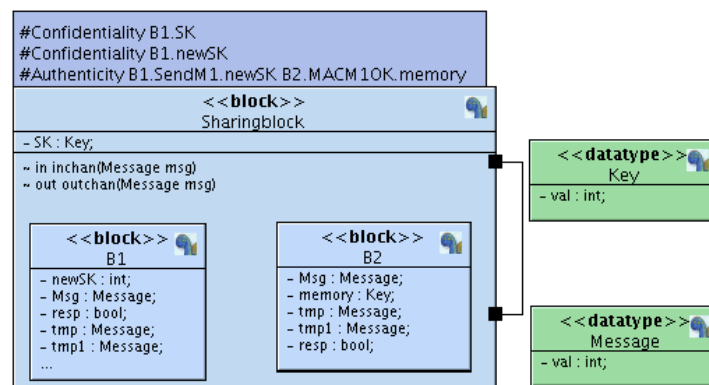 #Confidentiality B1.SK
#Confidentiality B1.newSK
#Authenticity B1.SendM1.newSK B2.MACM1OK.memory
<<block>>
Sharingblock
- SK : Key;
~ in inchan(Message msg)
~ out outchan(Message msg)
<<block>>
B1
- newSK : int;
- Msg : Message;
- resp : bool;
- tmp : Message;
- tmp1 : Message;
...
<<block>>
B2
- Msg : Message;
- memory : Key;
- tmp : Message;
- tmp1 : Message;
- resp : bool;
<<datatype>>
Key
- val : int;
<<datatype>>
Message
- val : int;